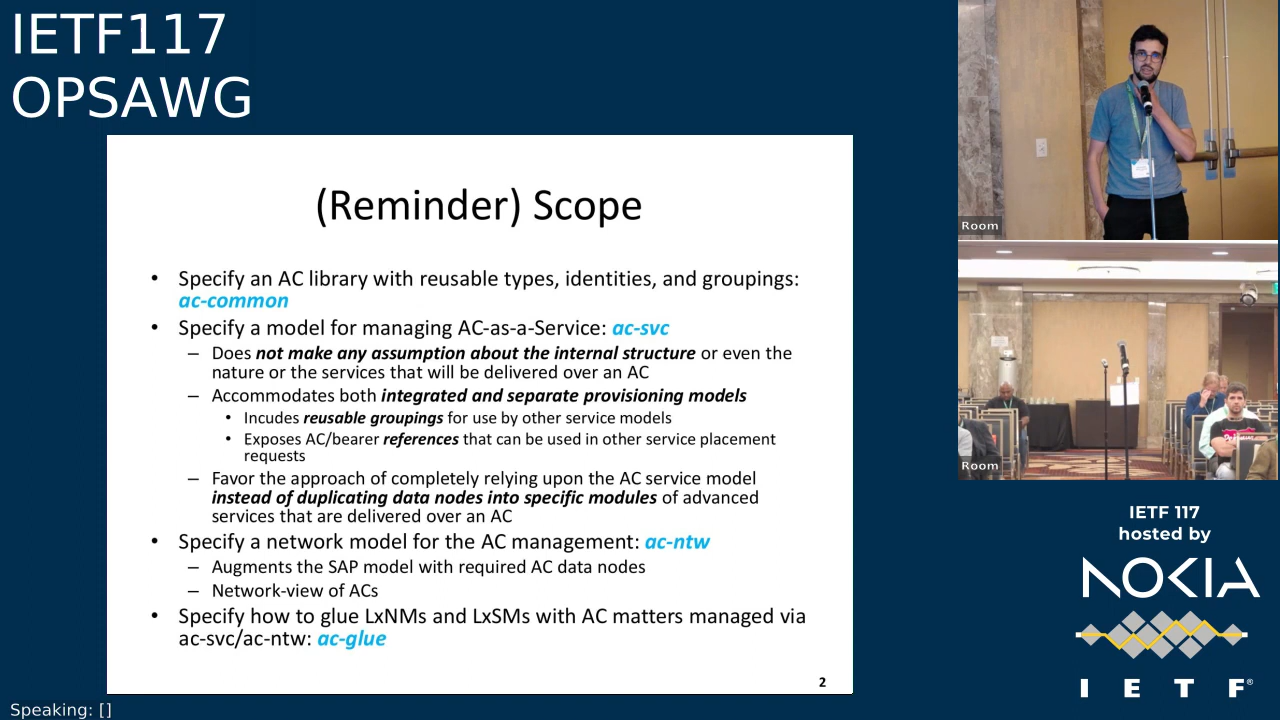 IETF117
OPSAWG
(Reminder) Scope
• Specify an AC library with reusable types, identities, and groupings:
ac-common
• Specify a model for managing AC-as-a-Service: ac-svc
– Does not make any assumption about the internal structure or even the
nature or the services that will be delivered over an AC
– Accommodates both integrated and separate provisioning models
• Incudes reusable groupings for use by other service models
• Exposes AC/bearer references that can be used in other service placement
requests
– Favor the approach of completely relying upon the AC service model
instead of duplicating data nodes into specific modules of advanced
services that are delivered over an AC
• Specify a network model for the AC management: ac-ntw
– Augments the SAP model with required AC data nodes
– Network-view of ACs
• Specify how to glue LxNMs and LxSMs with AC matters managed via
ac-svc/ac-ntw: ac-glue
2
Room
Room
IETF 117
hosted by
NOKIA
I E T F®
Speaking: []